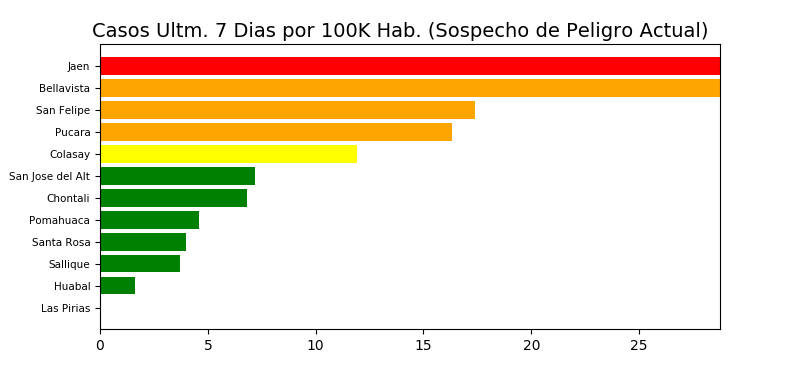 Casos Ultm. 7 Dias por 100K Hab. (Sospecho de Peligro Actual)
Jaen
Bellavista
San Felipe
Pucara
Colasay
San Jose del Alt
Chontali
Pomahuaca
Santa Rosa
Sallique
Huabal
Las Pirias
0 5 10 15 20 25